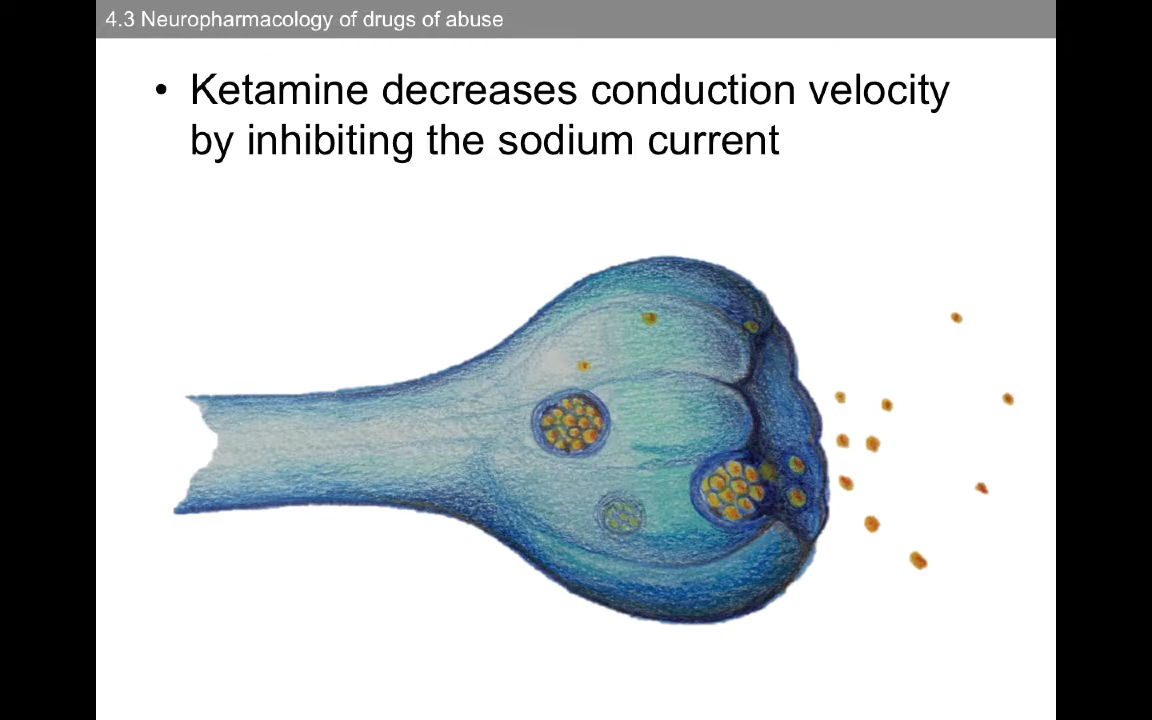 4.3 Neuropharmacology of drugs of abuse
• Ketamine decreases conduction velocity
by inhibiting the sodium current